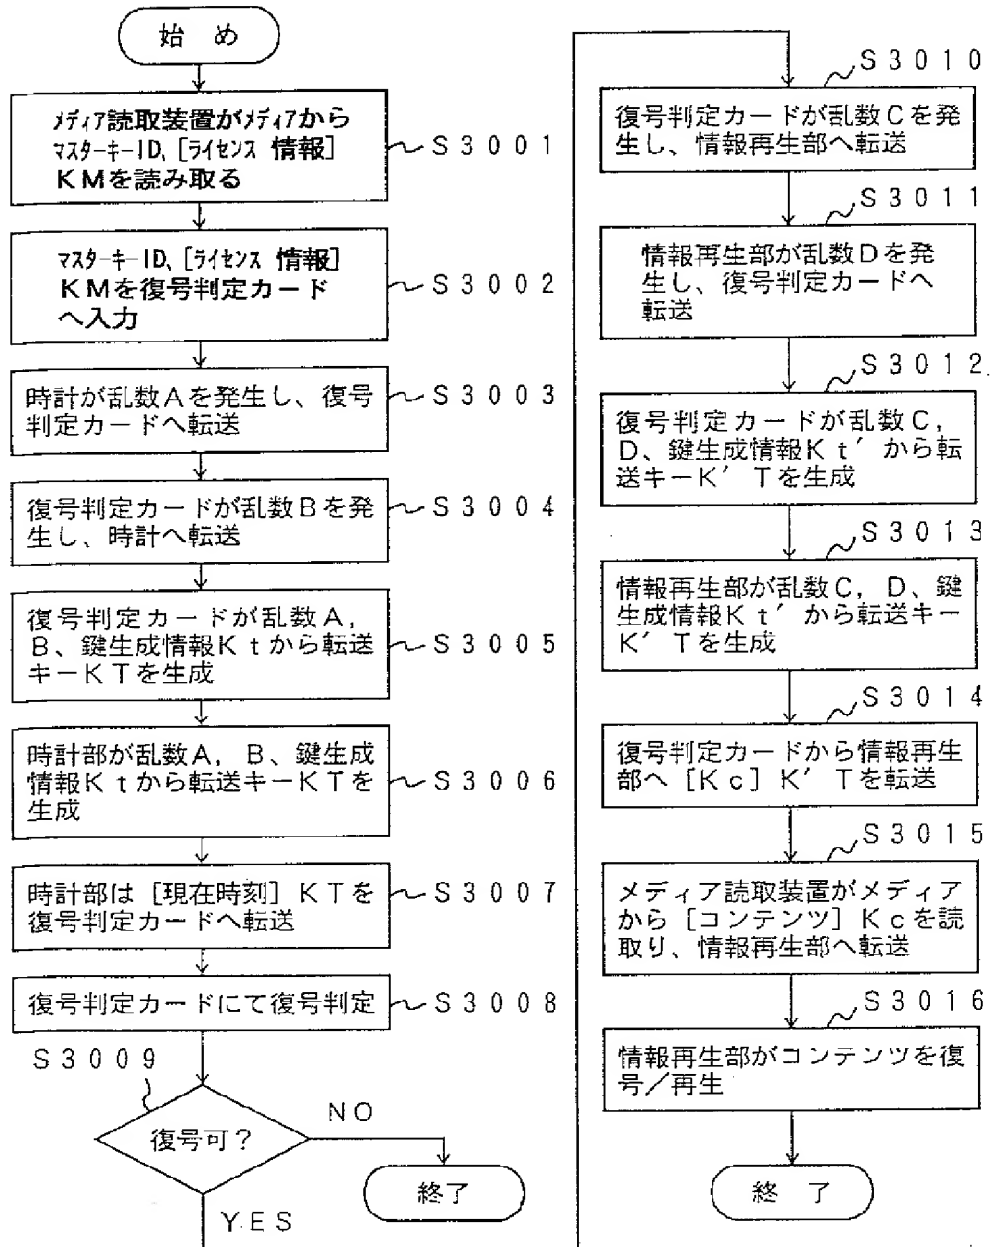 始 め
メディア読取装置がメディアから
マスターキーID、[ライセンス 情報]
KMを読み取る
S3001
マスターキーID、[ライセンス 情報]
KMを復号判定カード
へ入力
S3002
時計が乱数Aを発生し、復号
判定カードへ転送
S3003
復号判定カードが乱数Bを発
生し、時計へ転送
S3004
復号判定カードが乱数A,
B、鍵生成情報Ktから転送
キーKTを生成
S3005
時計部が乱数A, B、鍵生成
情報Ktから転送キーKTを
生成
S3006
時計部は[現在時刻]KTを
復号判定カードへ転送
S3007
復号判定カードにて復号判定
S3008
S3009
復号可?
NO
終了
YES
S3010
復号判定カードが乱数Cを発
生し、情報再生部へ転送
S3011
情報再生部が乱数Dを発
生し、復号判定カードへ
転送
S3012
復号判定カードが乱数C,
D、鍵生成情報Kt′から転
送キーK′Tを生成
S3013
情報再生部が乱数C, D、鍵
生成情報Kt′から転送キー
K′Tを生成
S3014
復号判定カードから情報再生
部へ[Kc]K′Tを転送
S3015
メディア読取装置がメディア
から[コンテンツ]Kcを読
取り、情報再生部へ転送
S3016
情報再生部がコンテンツを復
号/再生
終 了